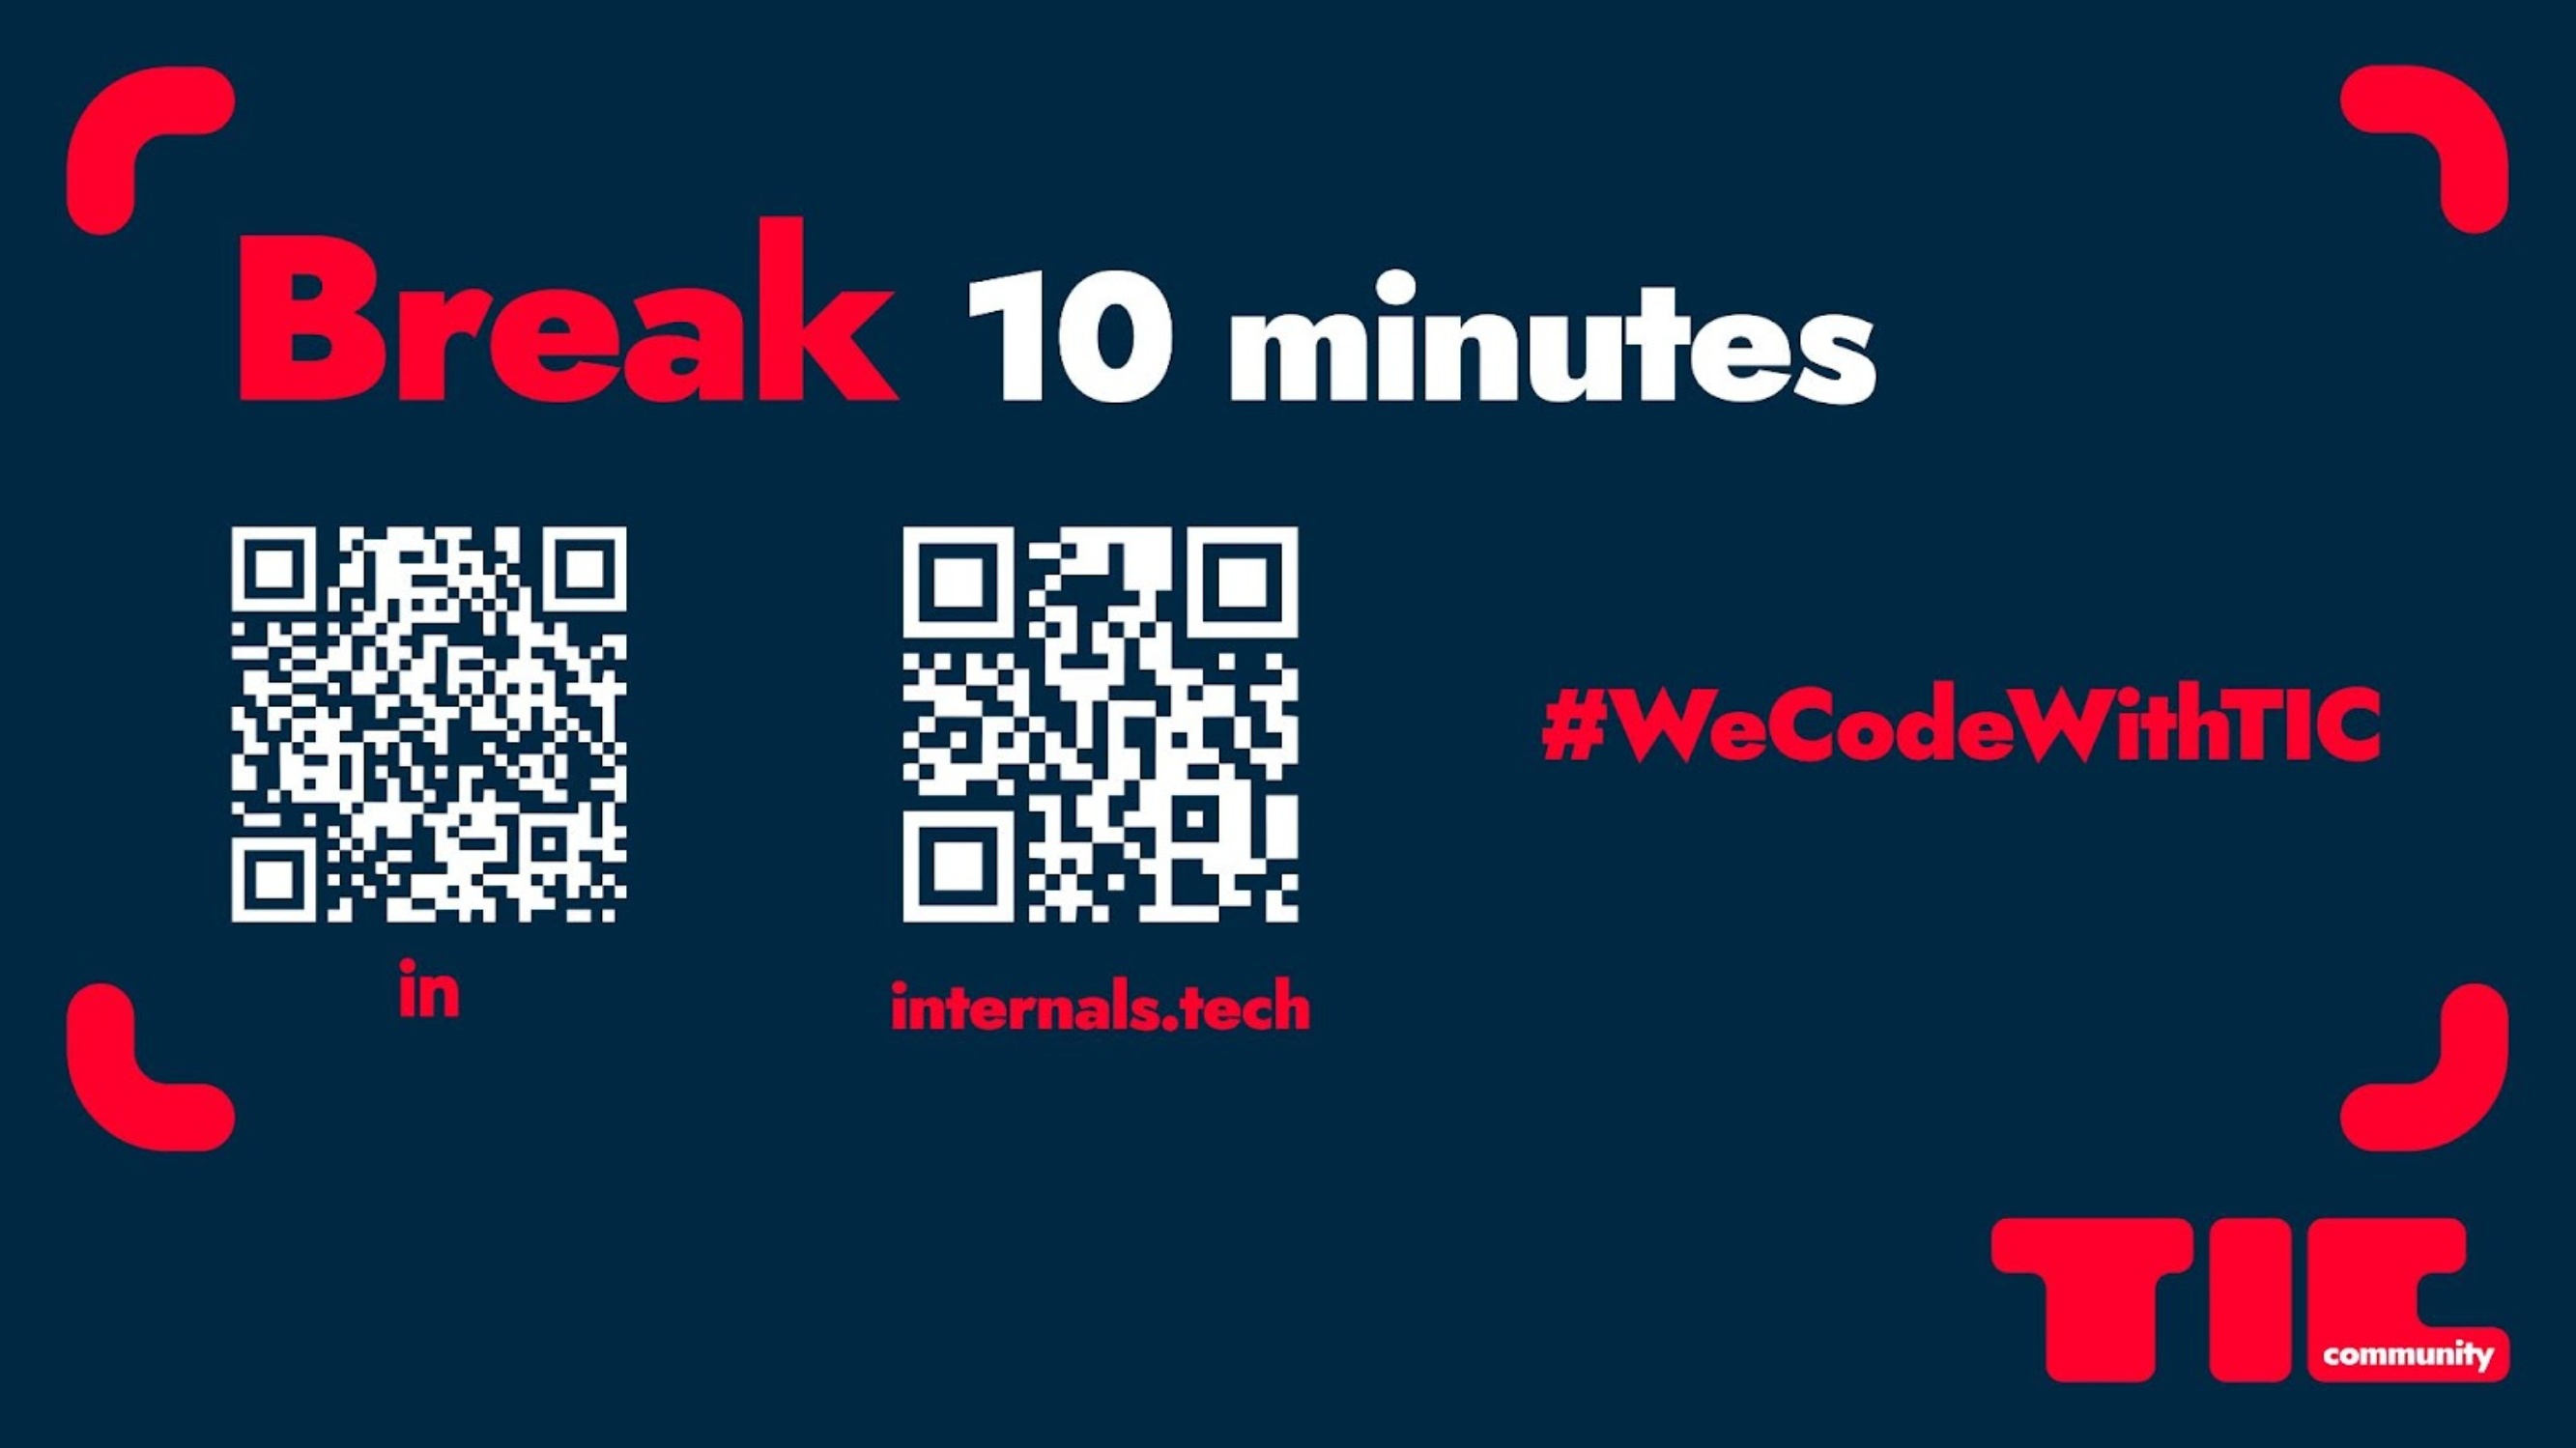 Break 10 minutes
#WeCodeWithTIC
in
internals.tech
TIC
community